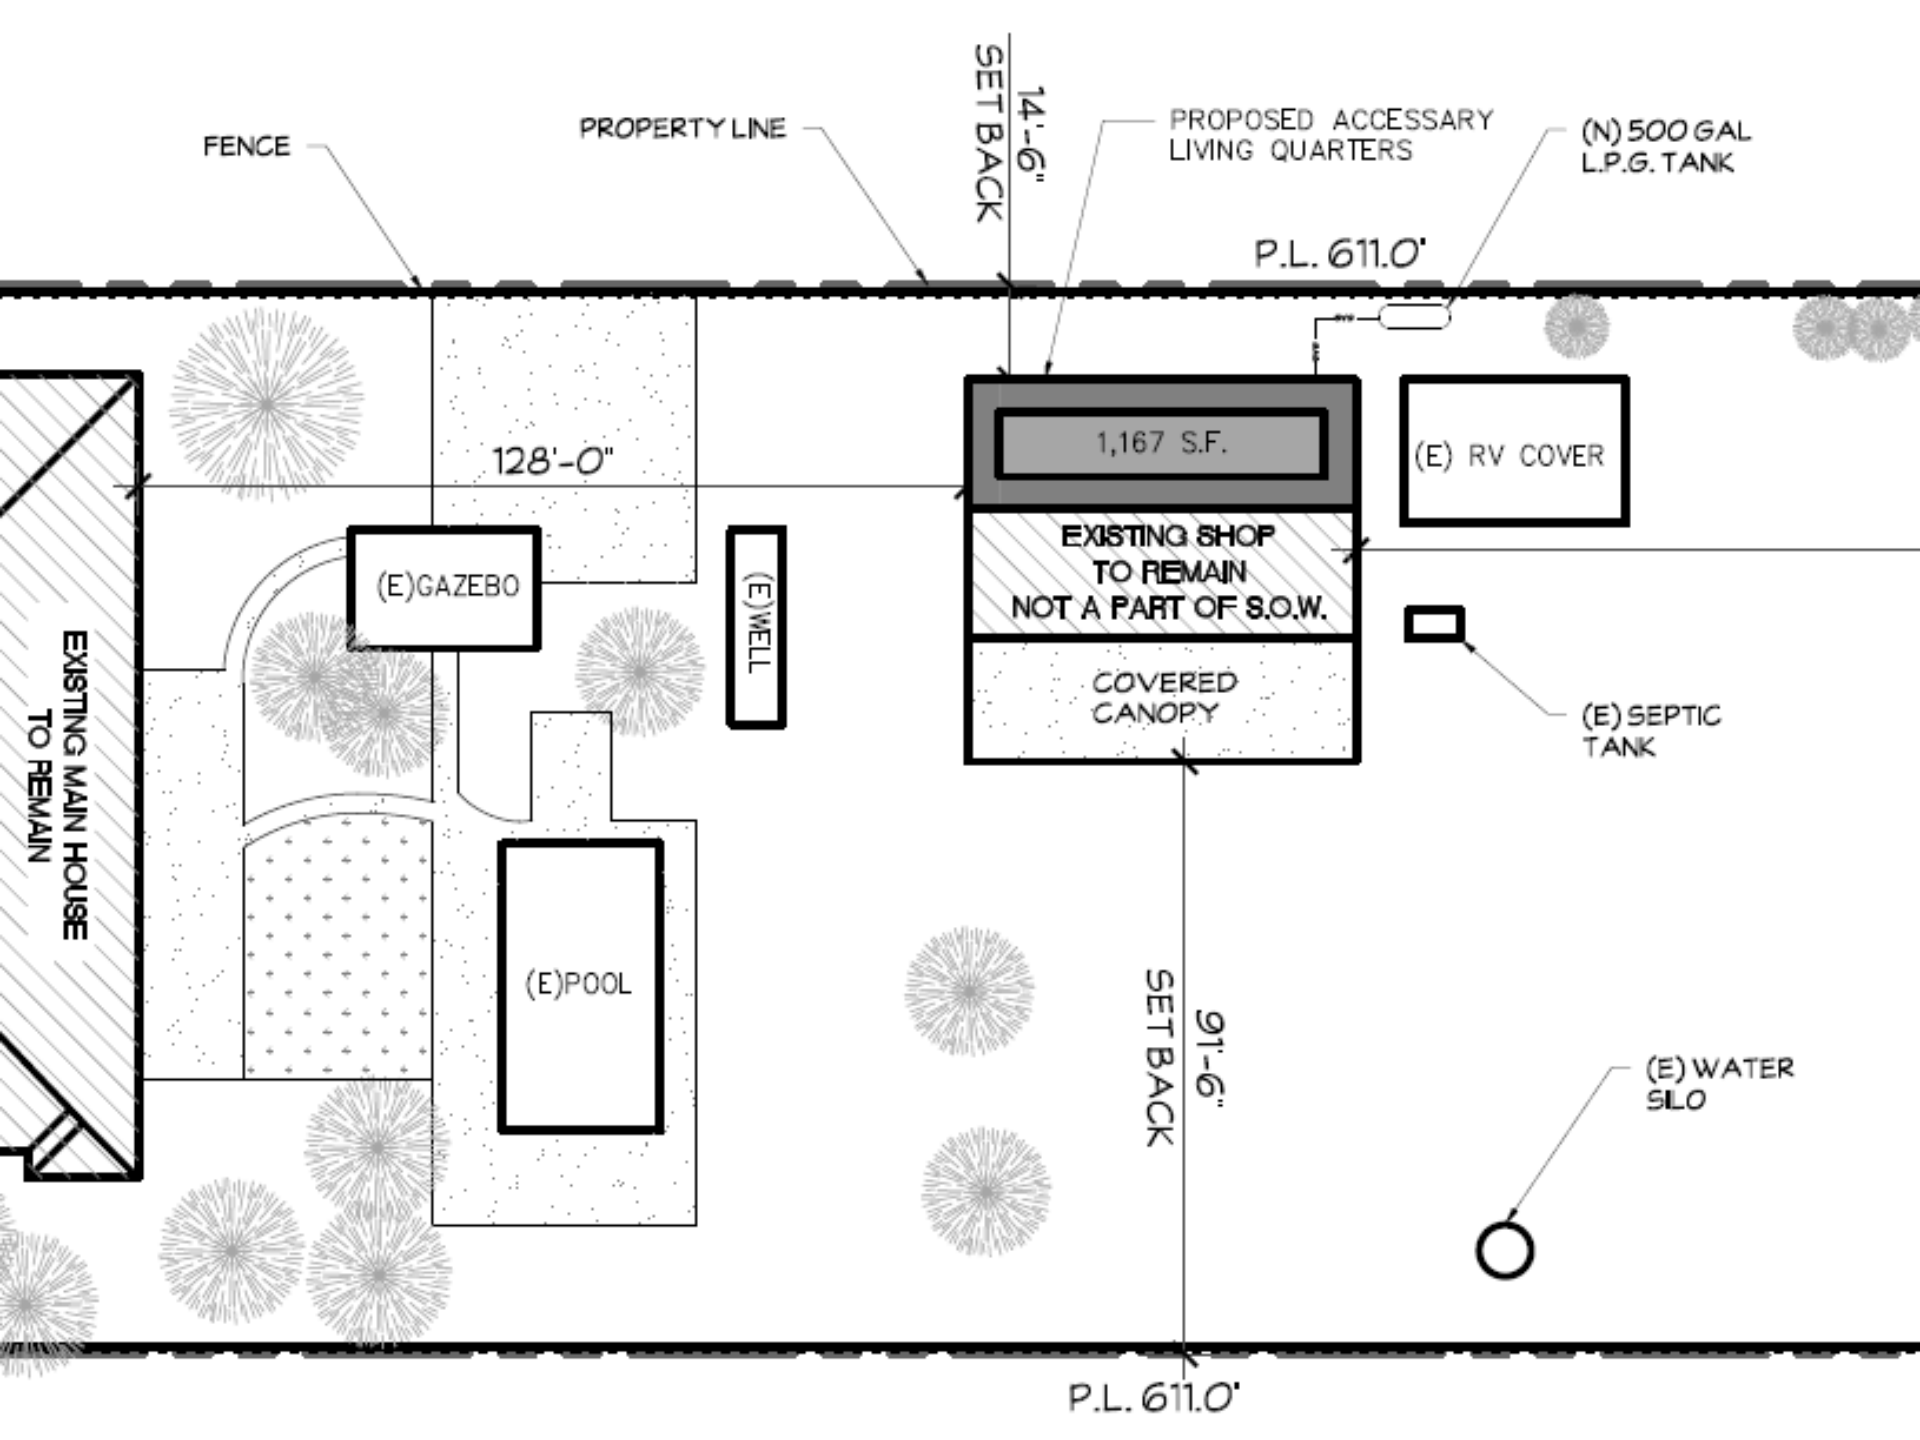 FENCE
PROPERTY LINE
14'-6"
SET BACK
PROPOSED ACCESSARY
LIVING QUARTERS
(N) 500 GAL
L.P.G. TANK
P.L. 611.0'
128'-0"
1,167 S.F.
(E) RV COVER
EXISTING SHOP
TO REMAIN
NOT A PART OF S.O.W.
(E)GAZEBO
(E)WELL
COVERED
CANOPY
(E) SEPTIC
TANK
EXISTING MAIN HOUSE
TO REMAIN
(E)POOL
91'-6"
SET BACK
(E) WATER
SILO
P.L. 611.0'